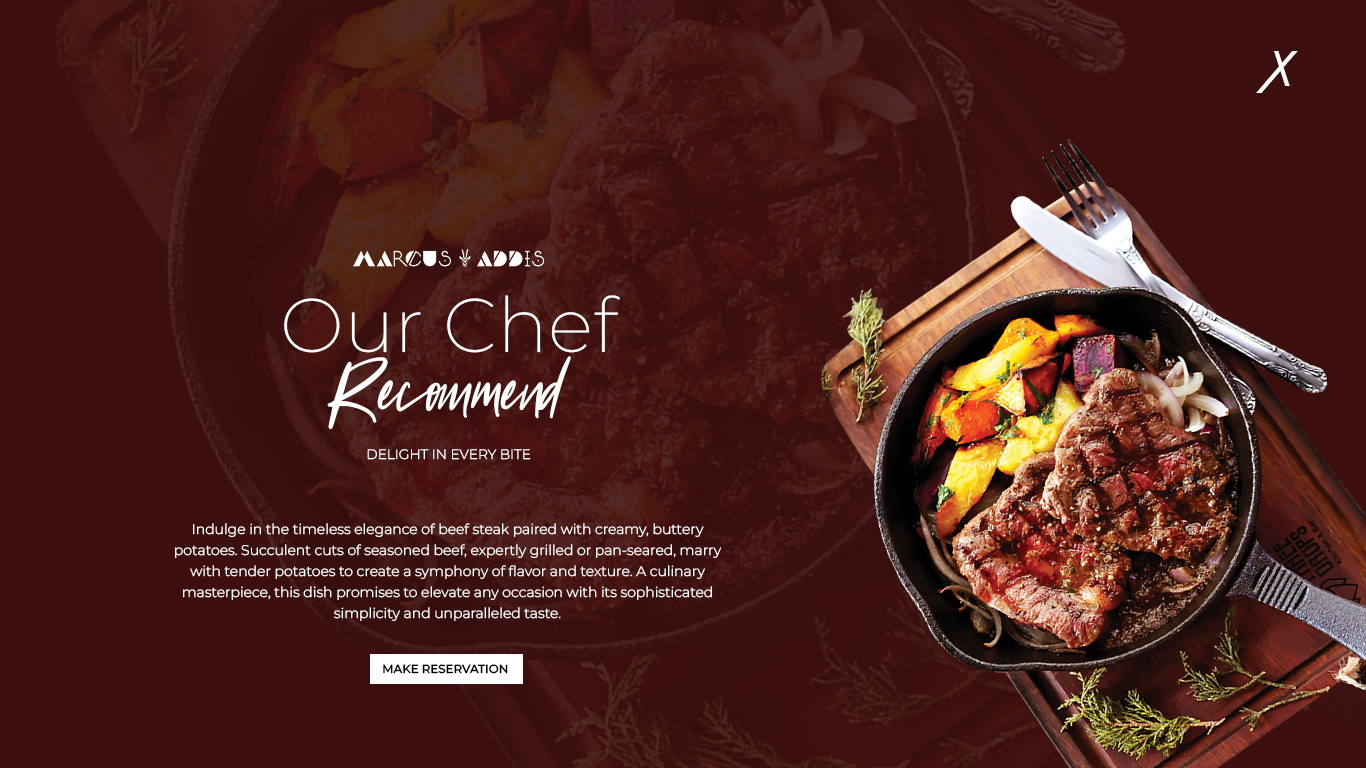 X
MARCUS ADDIS
Our Chef
Recommend
DELIGHT IN EVERY BITE
Indulge in the timeless elegance of beef steak paired with creamy, buttery
potatoes. Succulent cuts of seasoned beef, expertly grilled or pan-seared, marry
with tender potatoes to create a symphony of flavor and texture. A culinary
masterpiece, this dish promises to elevate any occasion with its sophisticated
simplicity and unparalleled taste.
MAKE RESERVATION